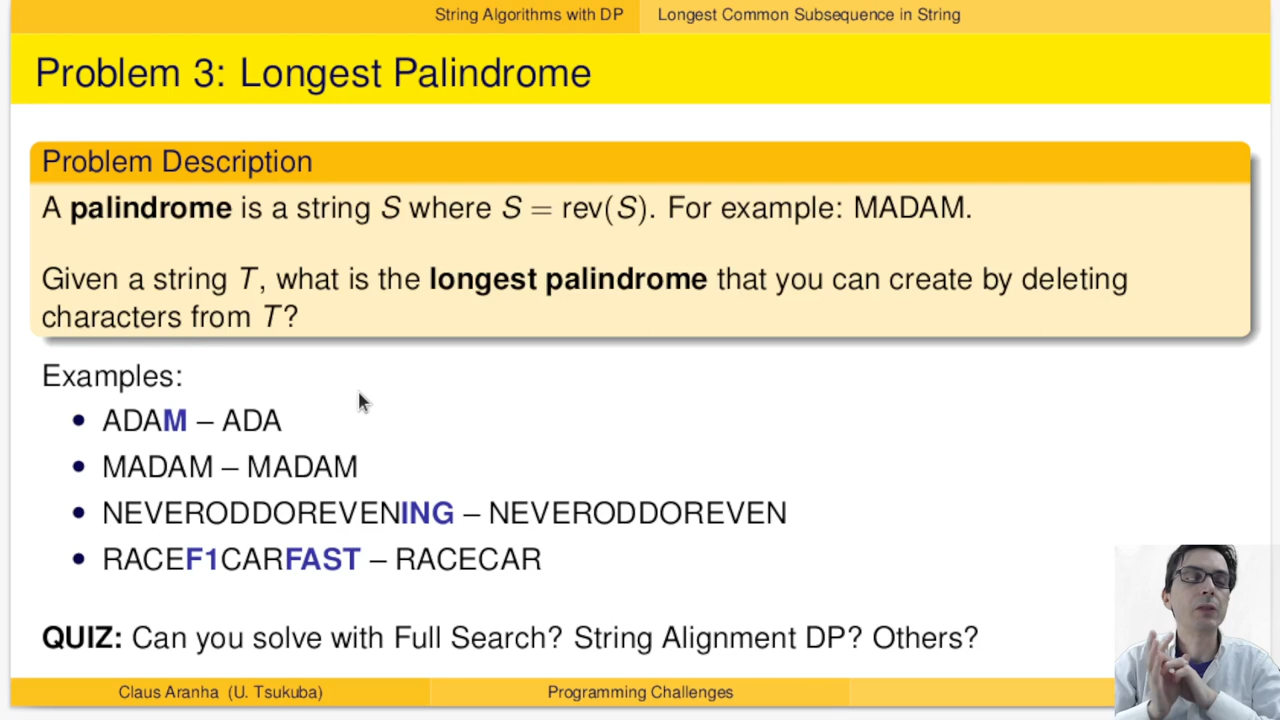 String Algorithms with DP Longest Common Subsequence in String
Problem 3: Longest Palindrome
Problem Description
A palindrome is a string S where S = rev(S). For example: MADAM.
Given a string T, what is the longest palindrome that you can create by deleting
characters from T?
Examples:
• ADAM – ADA
• MADAM – MADAM
• NEVERODDOREVENING – NEVERODDOREVEN
• RACEF1CARFAST – RACECAR
QUIZ: Can you solve with Full Search? String Alignment DP? Others?
Claus Aranha (U. Tsukuba) Programming Challenges